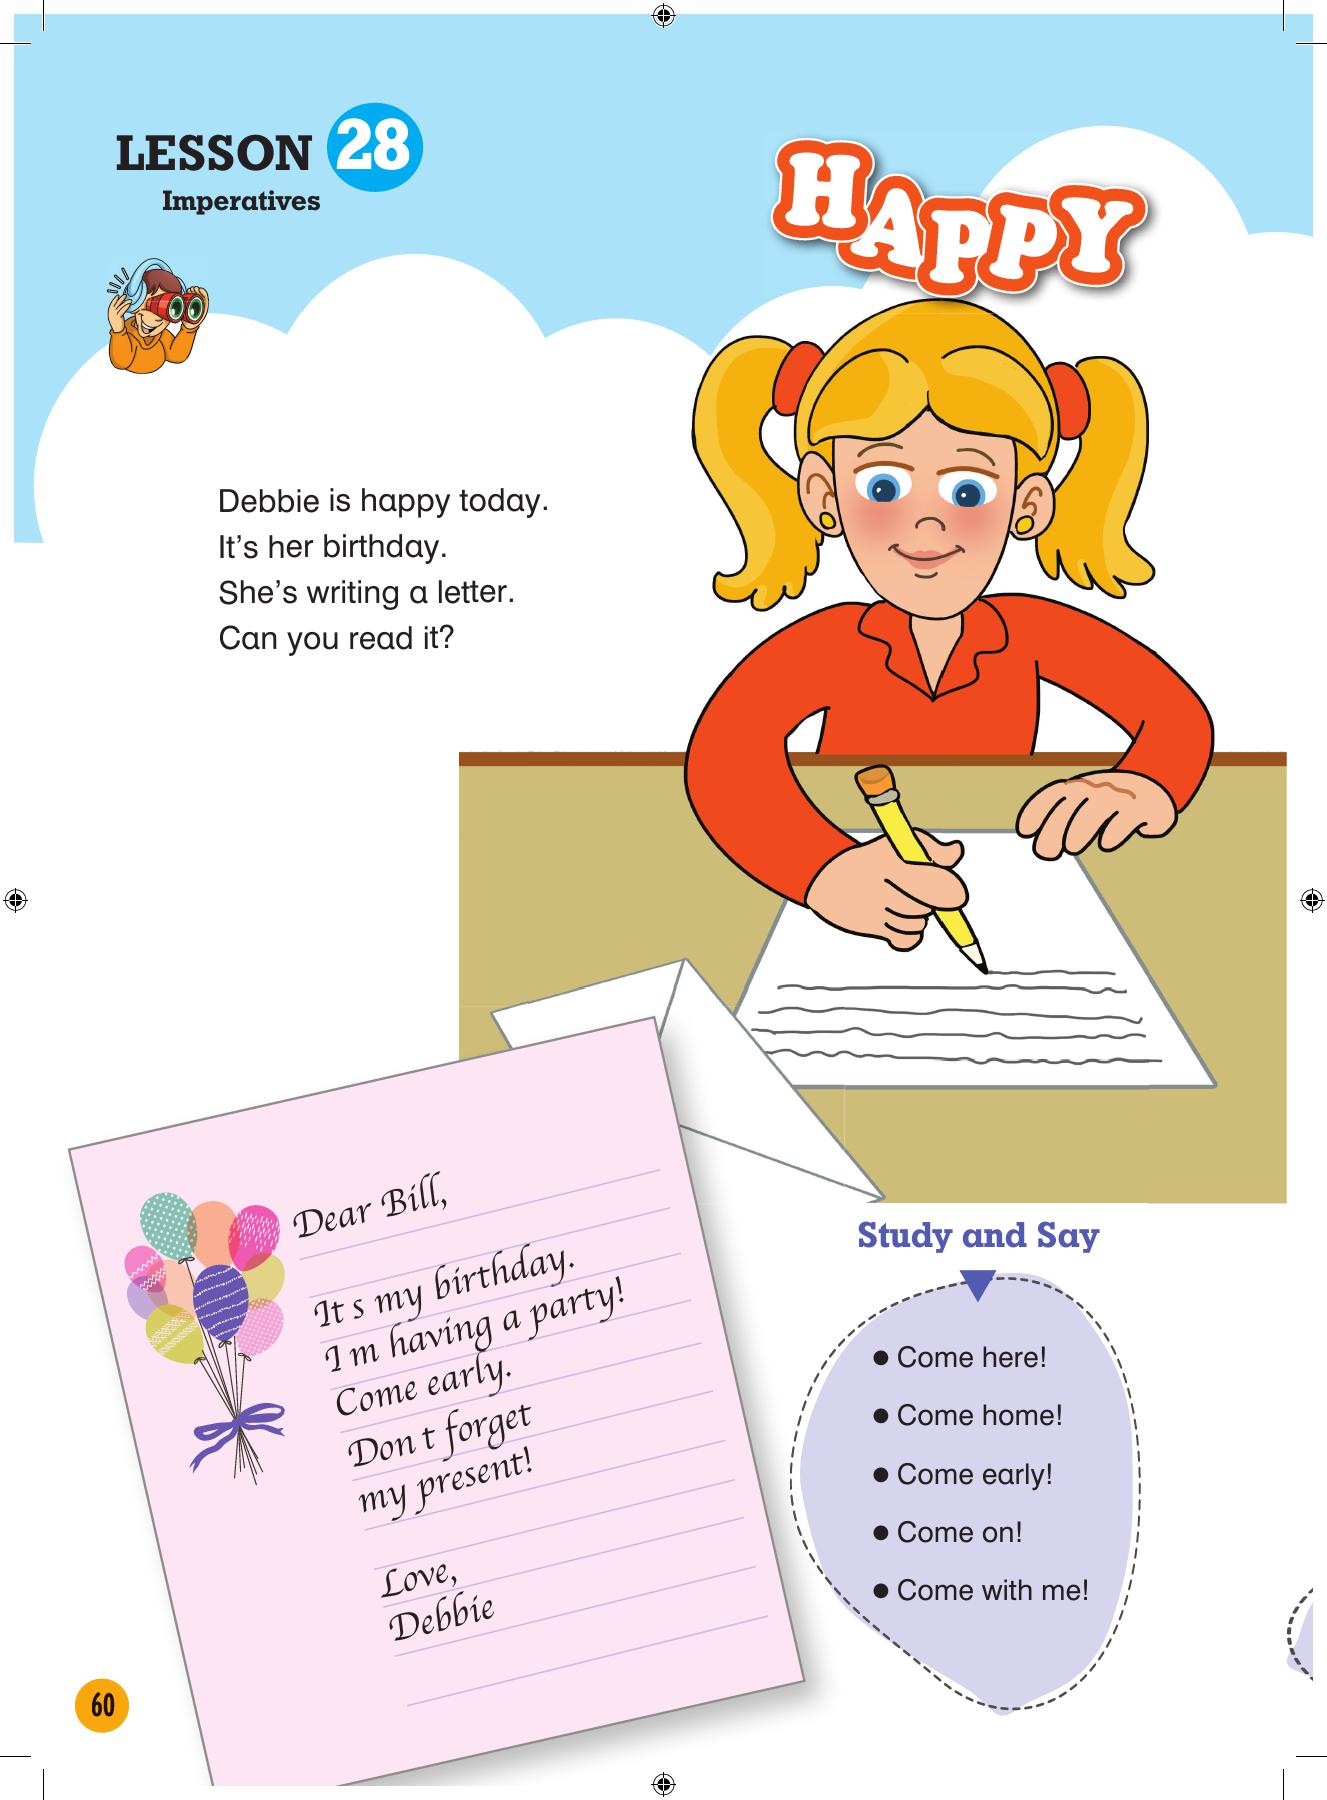 LESSON 28
Imperatives
HAPPY
Debbie is happy today.
It's her birthday.
She's writing a letter.
Can you read it?
Dear Bill,
It s my birthday.
I m having a party!
Come early.
Don t forget
my present!
Love,
Debbie
Study and Say
● Come here!
● Come home!
● Come early!
● Come on!
● Come with me!
60